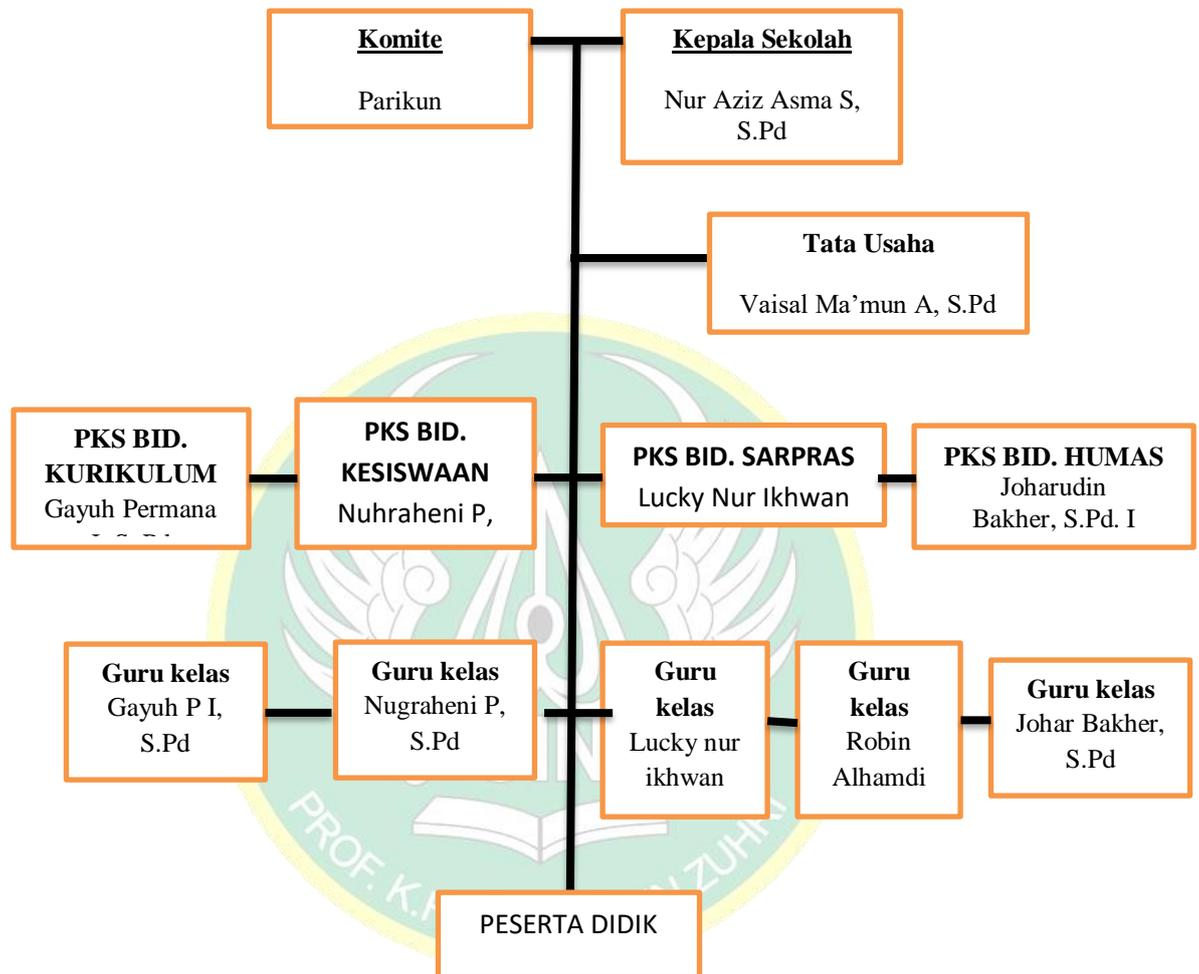 Komite
Parikun
Kepala Sekolah
Nur Aziz Asma S,
S.Pd
Tata Usaha
Vaisal Ma’mun A, S.Pd
PKS BID.
KURIKULUM
Gayuh Permana
PKS BID.
KESISWAAN
Nuhraheni P,
PKS BID. SARPRAS
Lucky Nur Ikhwan
PKS BID. HUMAS
Joharudin
Bakher, S.Pd. I
Guru kelas
Gayuh P I,
S.Pd
Guru kelas
Nugraheni P,
S.Pd
Guru
kelas
Lucky nur
ikhwan
Guru
kelas
Robin
Alhamdi
Guru kelas
Johar Bakher,
S.Pd
PROF. K.H
ZUHRI
PESERTA DIDIK